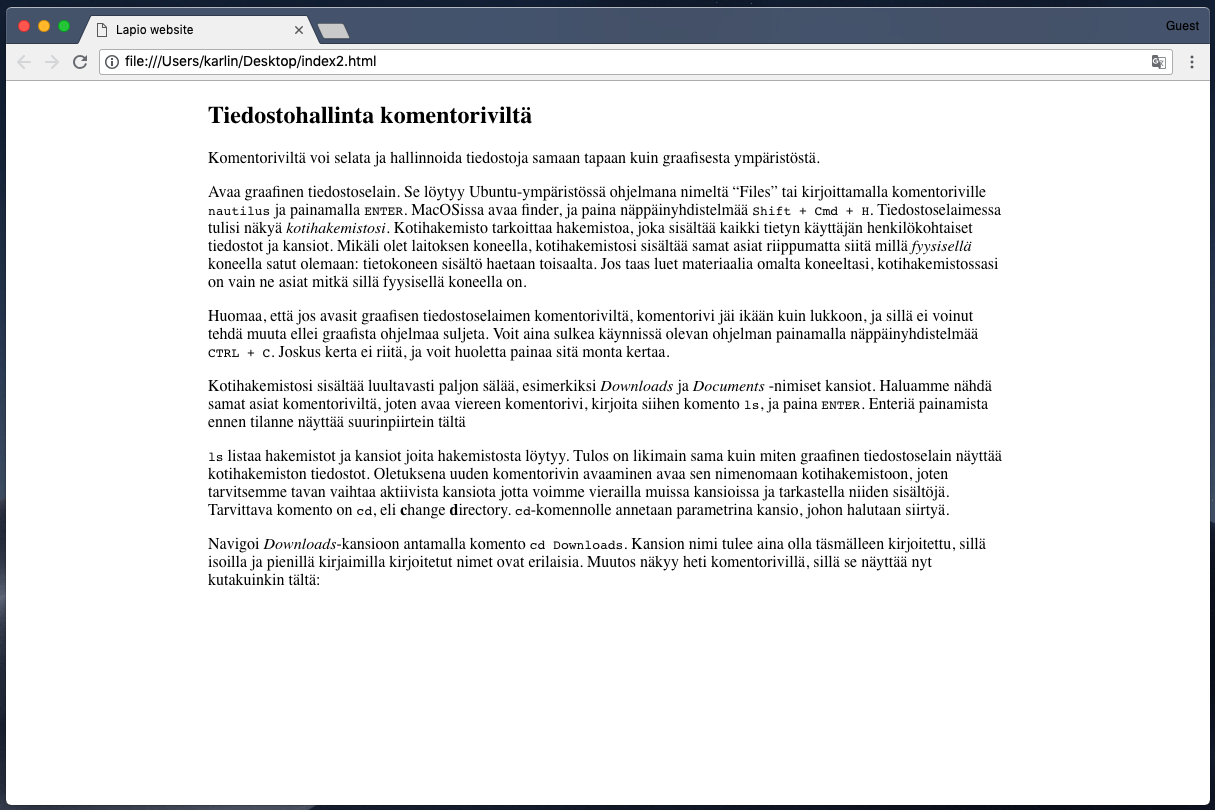 Lapio website
Guest
file:///Users/karlin/Desktop/index2.html
Tiedostohallinta komentoriviltä
Komentoriviltä voi selata ja hallinnoida tiedostoja samaan tapaan kuin graafisesta ympäristöstä.
Avaa graafinen tiedostoselain. Se löytyy Ubuntu-ympäristössä ohjelmana nimeltä “Files” tai kirjoittamalla komentoriville
nautilus ja painamalla ENTER. MacOSissa avaa finder, ja paina näppäinyhdistelmää Shift + Cmd + H. Tiedostoselaimessa
tulisi näkyä kotihakemistosi. Kotihakemisto tarkoittaa hakemistoa, joka sisältää kaikki tietyn käyttäjän henkilökohtaiset
tiedostot ja kansiot. Mikäli olet laitoksen koneella, kotihakemistosi sisältää samat asiat riippumatta siitä millä fyysisellä
koneella satut olemaan: tietokoneen sisältö haetaan toisaalta. Jos taas luet materiaalia omalta koneeltasi, kotihakemistossasi
on vain ne asiat mitkä sillä fyysisellä koneella on.
Huomaa, että jos avasit graafisen tiedostoselaimen komentoriviltä, komentorivi jäi ikään kuin lukkoon, ja sillä ei voinut
tehdä muuta ellei graafista ohjelmaa suljeta. Voit aina sulkea käynnissä olevan ohjelman painamalla näppäinyhdistelmää
CTRL + C. Joskus kerta ei riitä, ja voit huoletta painaa sitä monta kertaa.
Kotihakemistosi sisältää luultavasti paljon sälää, esimerkiksi Downloads ja Documents -nimiset kansiot. Haluamme nähdä
samat asiat komentoriviltä, joten avaa viereen komentorivi, kirjoita siihen komento ls, ja paina ENTER. Enteriä painamista
ennen tilanne näyttää suurinpiirtein tältä
ls listaa hakemistot ja kansiot joita hakemistosta löytyy. Tulos on likimain sama kuin miten graafinen tiedostoselain näyttää
kotihakemiston tiedostot. Oletuksena uuden komentorivin avaaminen avaa sen nimenomaan kotihakemistoon, joten
tarvitsemme tavan vaihtaa aktiivista kansiota jotta voimme vierailla muissa kansioissa ja tarkastella niiden sisältöjä.
Tarvittava komento on cd, eli change directory. cd-komennolle annetaan parametrina kansio, johon halutaan siirtyä.
Navigoi Downloads-kansioon antamalla komento cd Downloads. Kansion nimi tulee aina olla täsmälleen kirjoitettu, sillä
isoilla ja pienillä kirjaimilla kirjoitetut nimet ovat erilaisia. Muutos näkyy heti komentorivillä, sillä se näyttää nyt
kutakuinkin tältä: